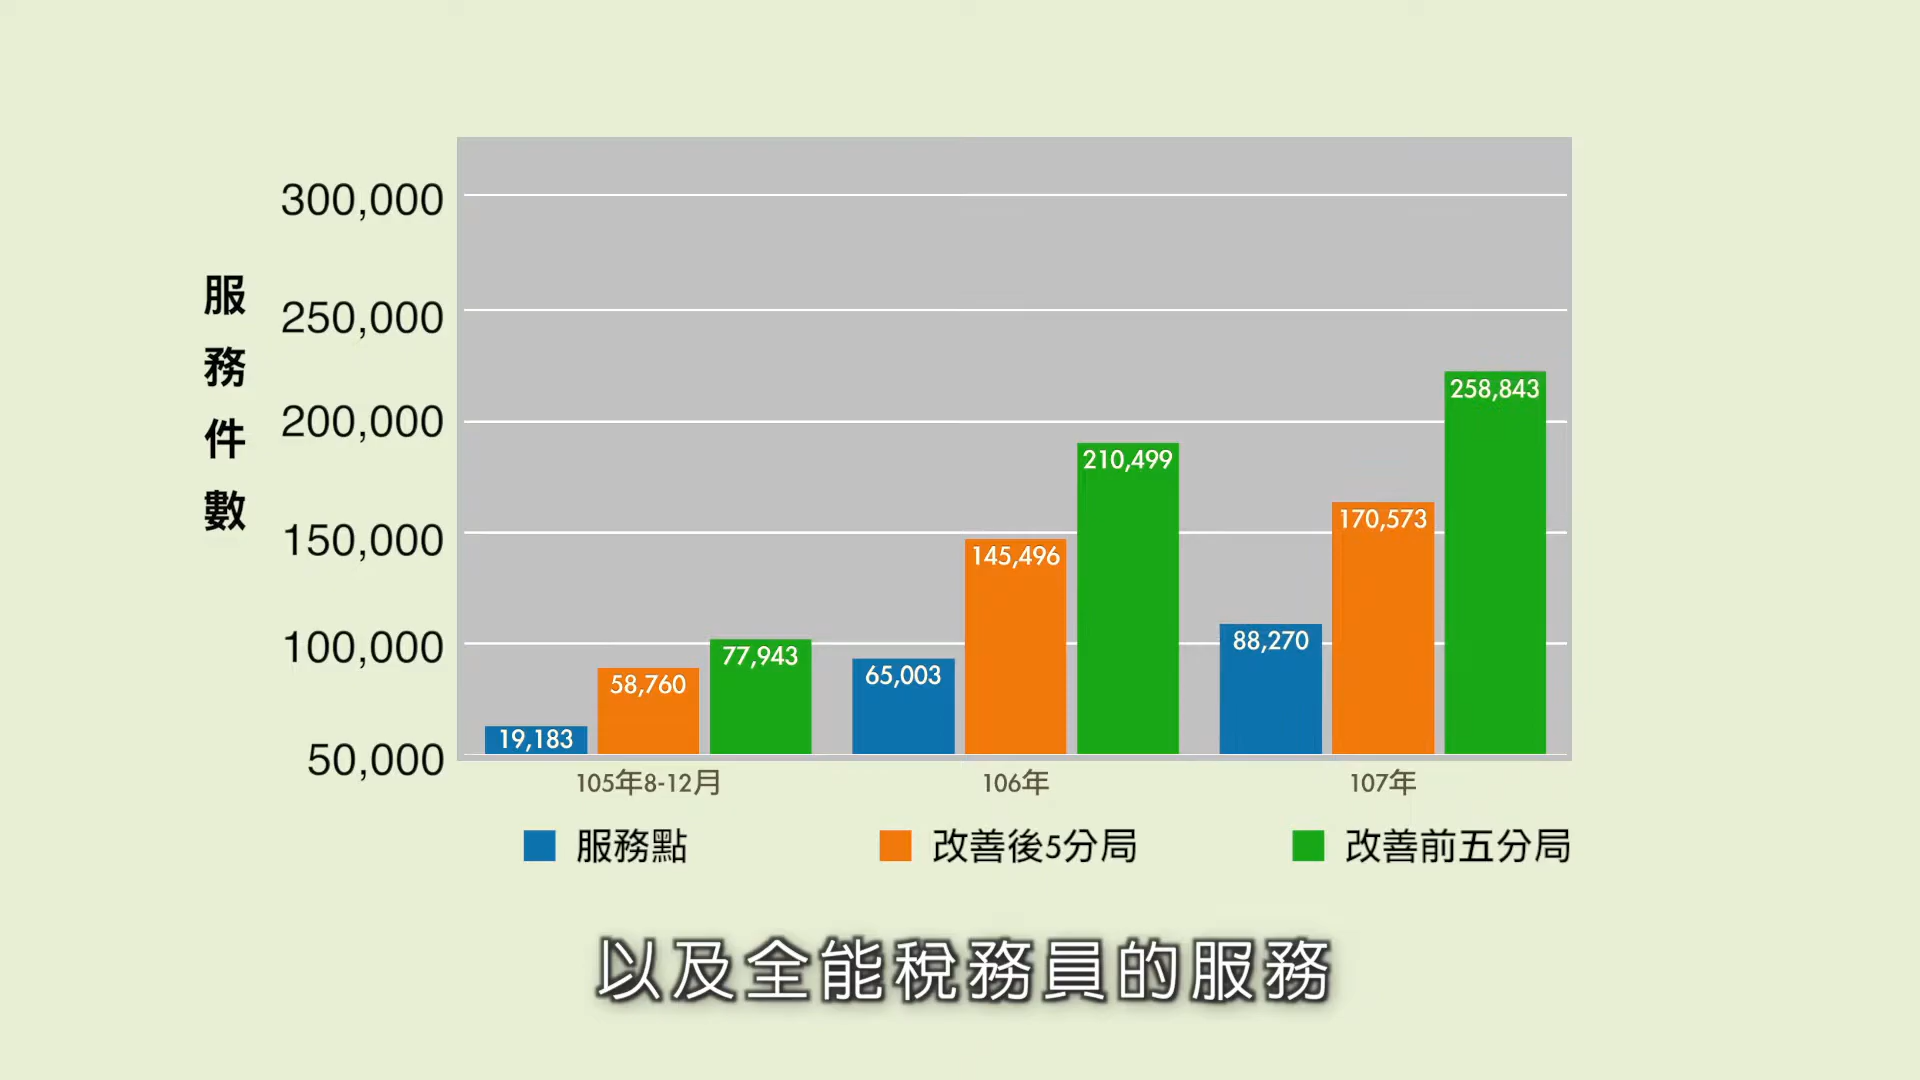 服務件數
300,000
250,000
200,000
150,000
100,000
50,000
19,183
58,760
77,943
65,003
145,496
210,499
88,270
170,573
258,843
105年8-12月
106年
107年
服務點
改善後5分局
改善前五分局
以及全能稅務員的服務